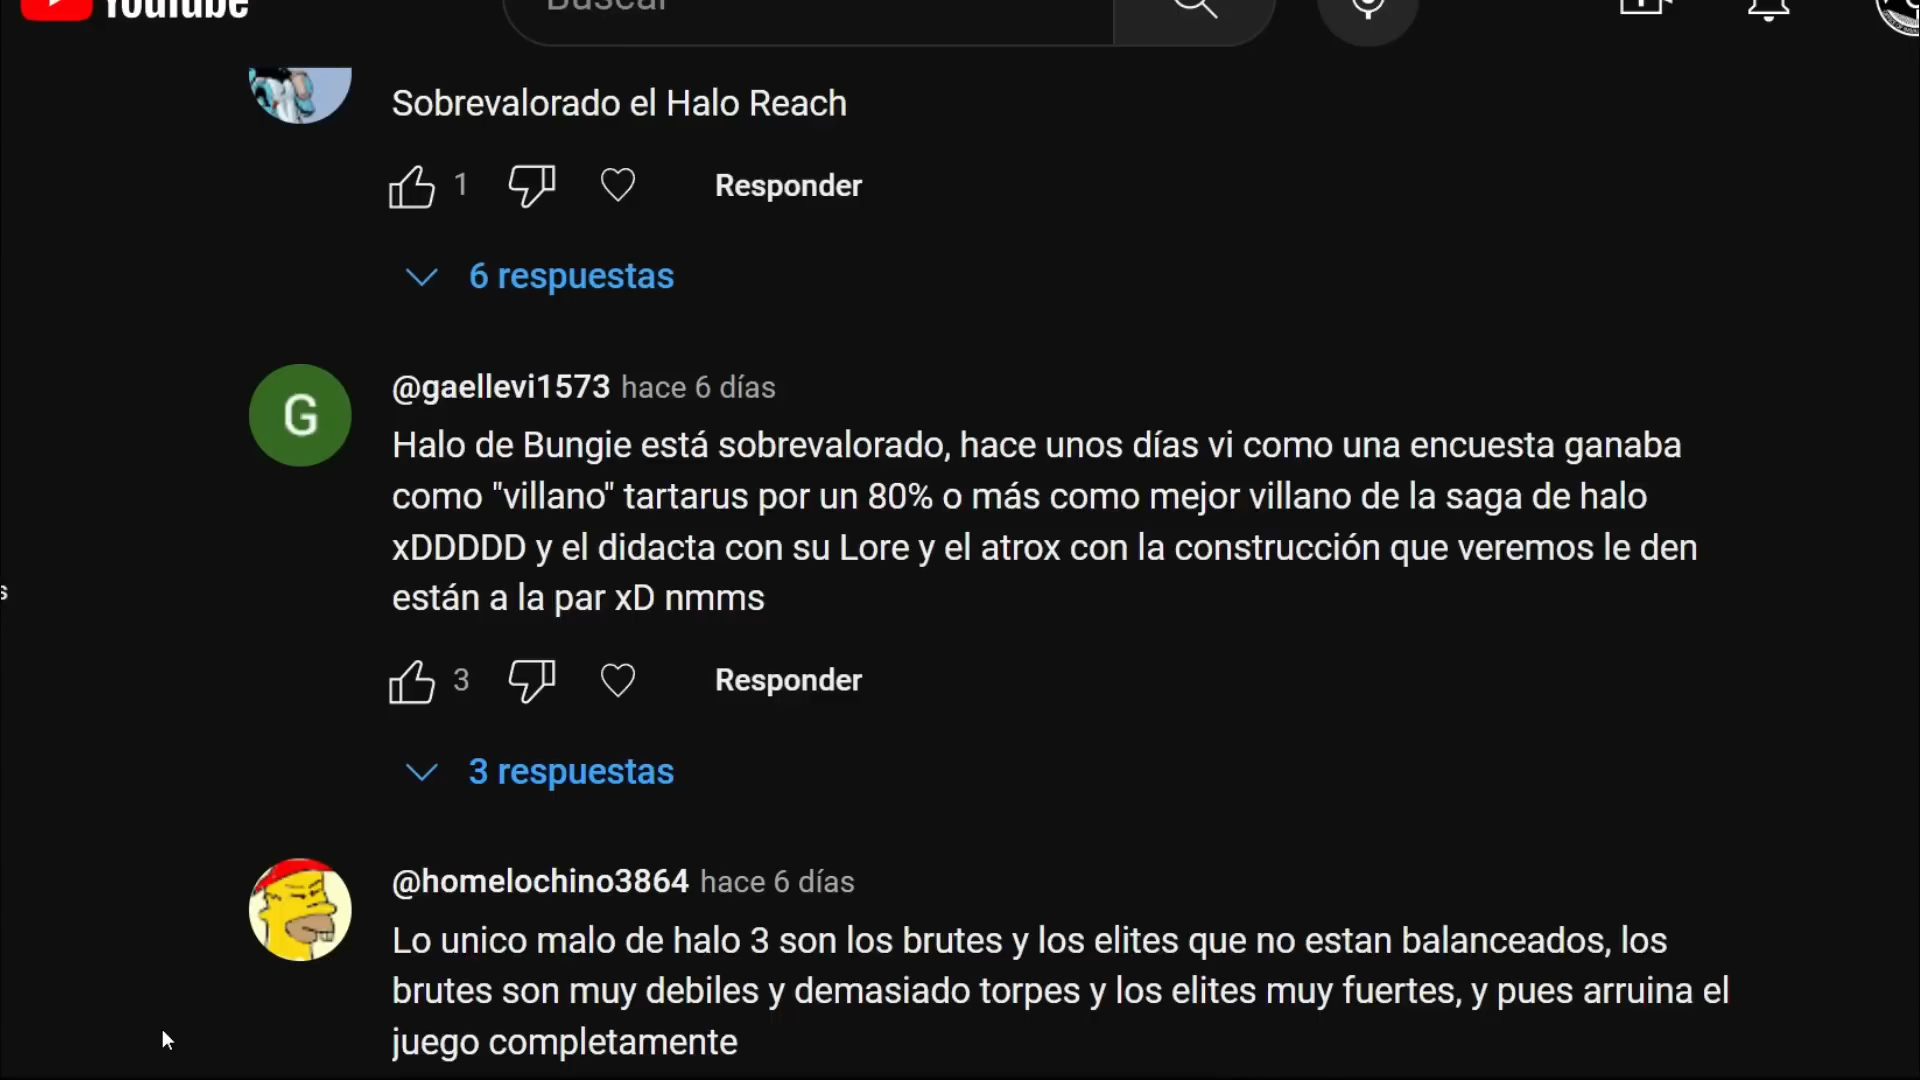 YouTube
Buscar
Sobrevalorado el Halo Reach
1
Responder
6 respuestas
G
@gaellevi1573 hace 6 días
Halo de Bungie está sobrevalorado, hace unos días vi como una encuesta ganaba
como "villano" tartarus por un 80% o más como mejor villano de la saga de halo
xDDDDD y el didacta con su Lore y el atrox con la construcción que veremos le den
están a la par xD nmms
3
Responder
3 respuestas
@homelochino3864 hace 6 días
Lo unico malo de halo 3 son los brutes y los elites que no estan balanceados, los
brutes son muy debiles y demasiado torpes y los elites muy fuertes, y pues arruina el
juego completamente